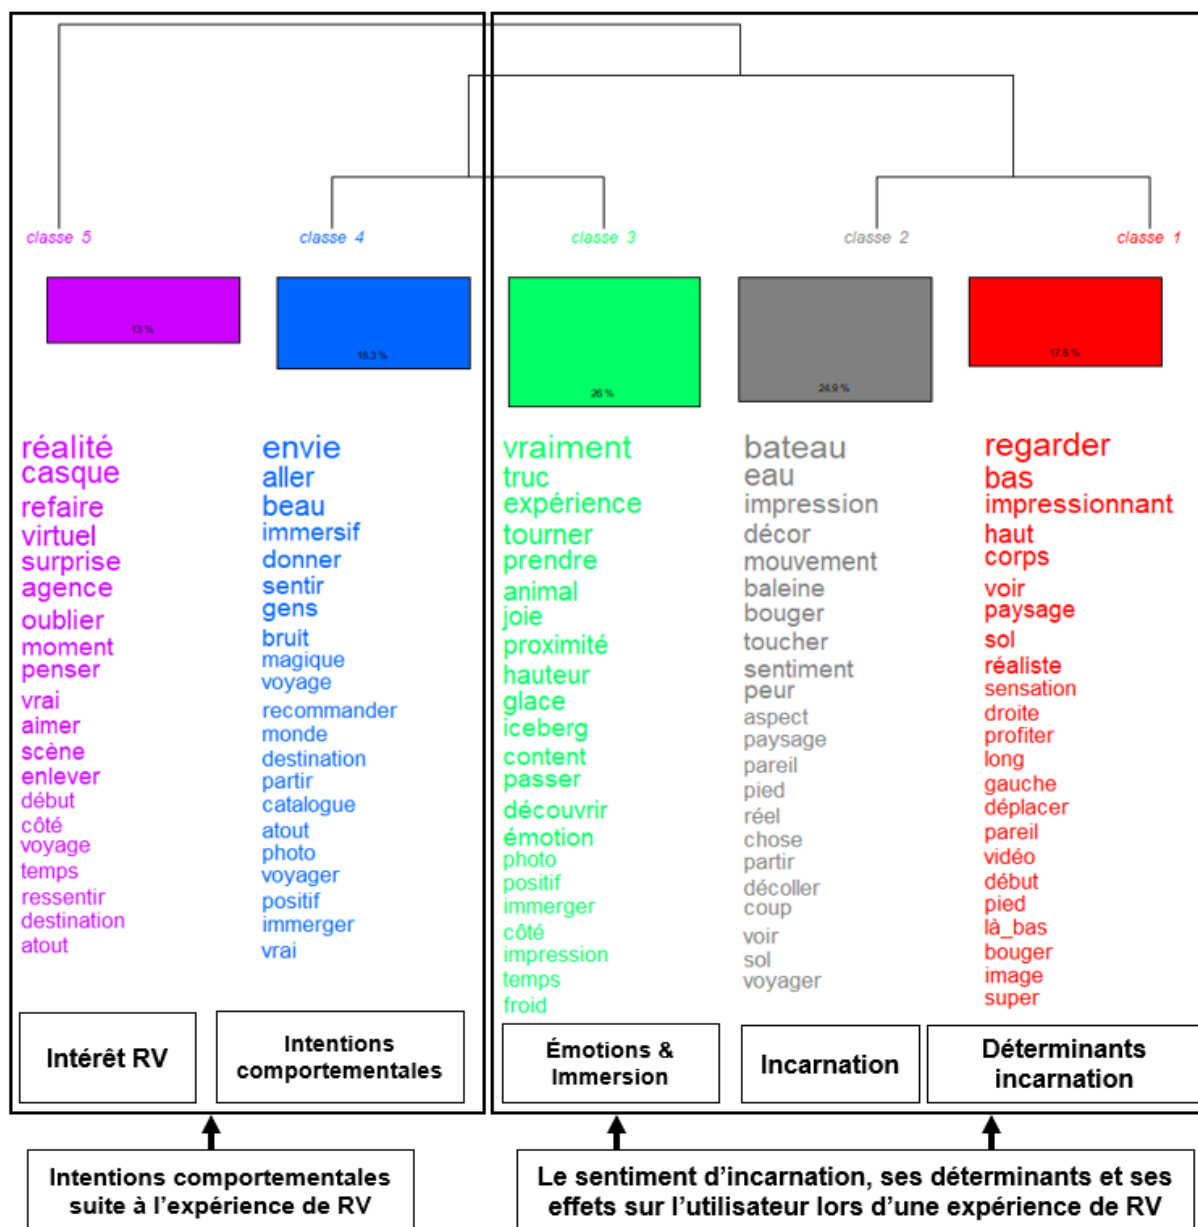 classe 5
classe 4
classe 3
classe 2
classe 1
13 %
18.3 %
26 %
24.9 %
17.8 %
réalité
casque
refaire
virtuel
surprise
agence
oublier
moment
penser
vrai
aimer
scène
enlever
début
côté
voyage
temps
ressentir
destination
atout
envie
aller
beau
immersif
donner
sentir
gens
bruit
magique
voyage
recommander
monde
destination
partir
catalogue
atout
photo
voyager
positif
immerger
vrai
vraiment
truc
expérience
tourner
prendre
animal
joie
proximité
hauteur
glace
iceberg
content
passer
découvrir
émotion
photo
positif
immerger
côté
impression
temps
froid
bateau
eau
impression
décor
mouvement
baleine
bouger
toucher
sentiment
peur
aspect
paysage
pareil
pied
réel
chose
partir
décoller
coup
voir
sol
voyager
regarder
bas
impressionnant
haut
corps
voir
paysage
sol
réaliste
sensation
droite
profiter
long
gauche
déplacer
pareil
vidéo
début
pied
là_bas
bouger
image
super
Intérêt RV
Intentions
comportementales
Émotions &
Immersion
Incarnation
Déterminants
incarnation
Intentions comportementales
suite à l'expérience de RV
Le sentiment d'incarnation, ses déterminants et ses
effets sur l'utilisateur lors d'une expérience de RV